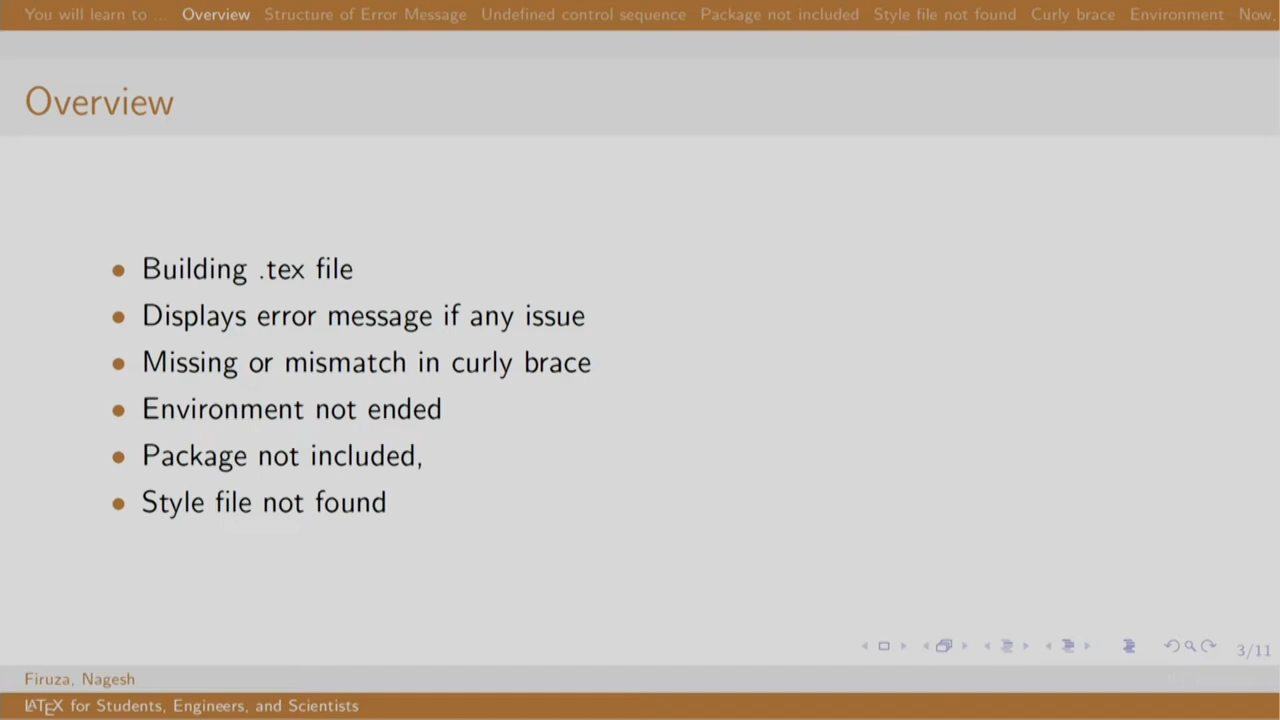 You will learn to ... Overview Structure of Error Message Undefined control sequence Package not included Style file not found Curly brace Environment Now,
Overview
• Building .tex file
• Displays error message if any issue
• Missing or mismatch in curly brace
• Environment not ended
• Package not included,
• Style file not found
3/11
Firuza, Nagesh
LATEX for Students, Engineers, and Scientists